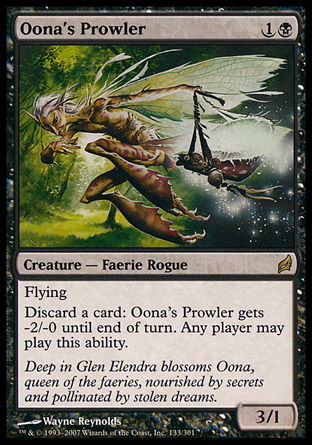 Oona's Prowler 1
Creature — Faerie Rogue
Flying
Discard a card: Oona's Prowler gets
-2/-0 until end of turn. Any player may
play this ability.
Deep in Glen Elendra blossoms Oona,
queen of the faeries, nourished by secrets
and pollinated by stolen dreams.
Wayne Reynolds
™ & © 1993–2007 Wizards of the Coast, Inc. 133/301
3/1